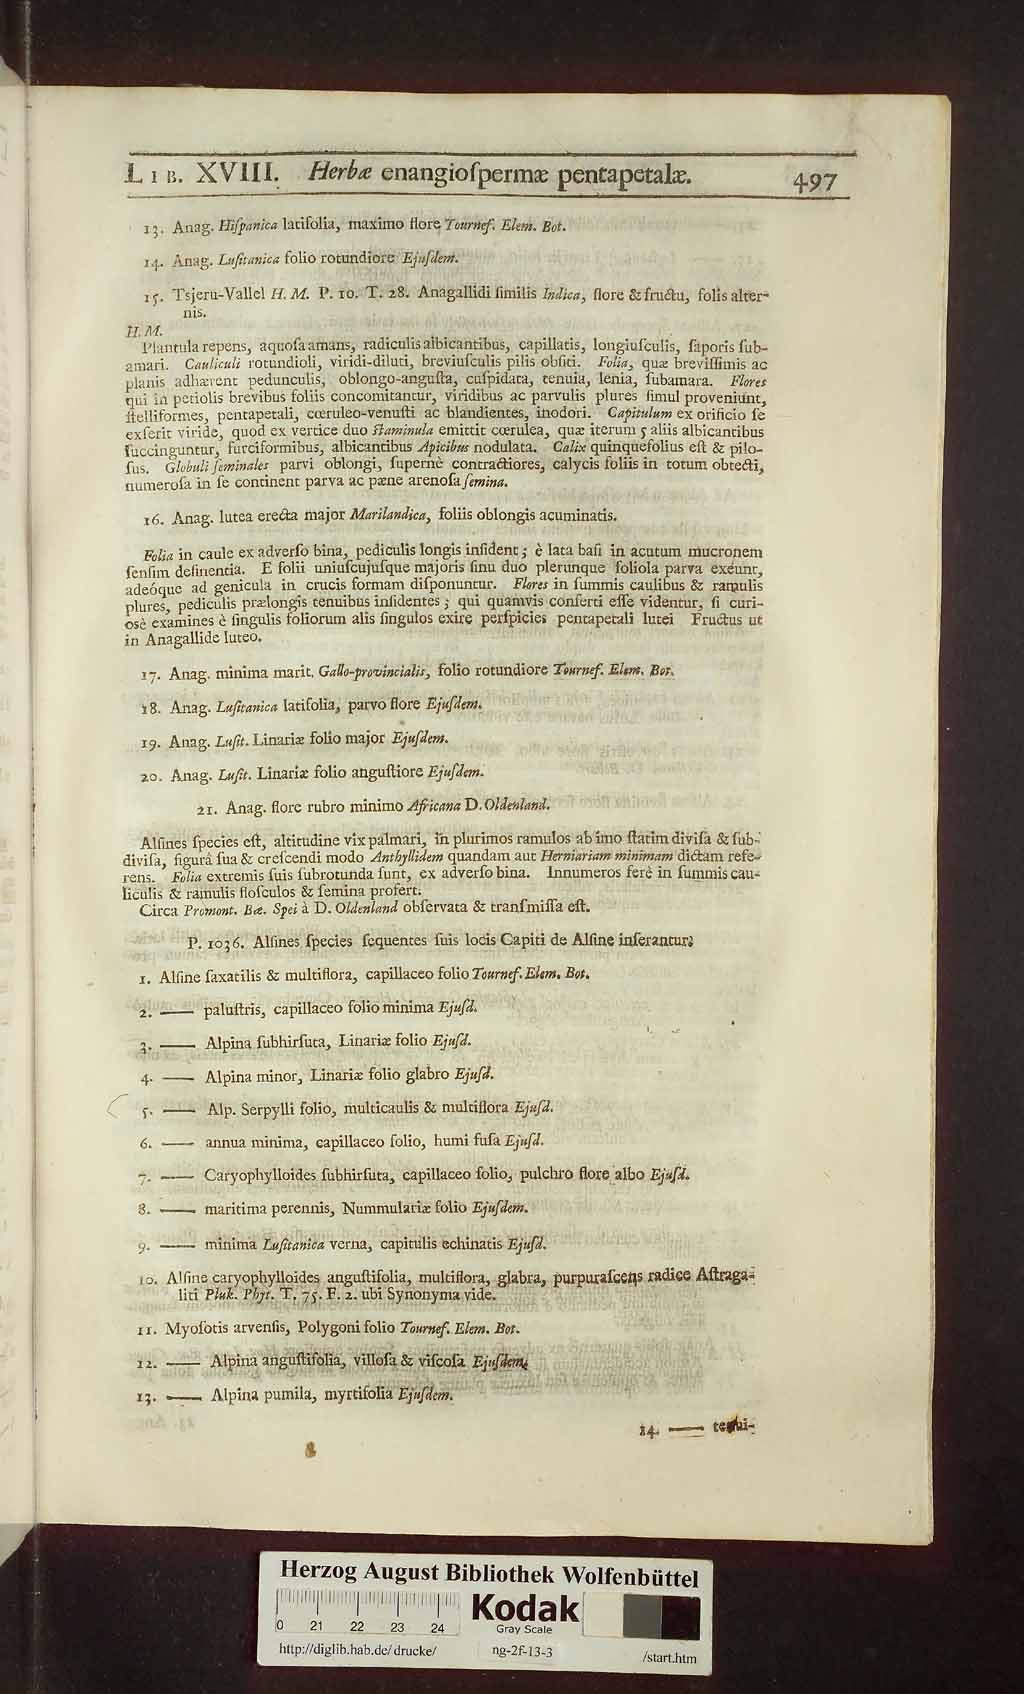 LIB. XVIII. Herbæ enangioſpermæ pentapetalæ. 497
13. Anag. Hiſpanica latifolia, maximo flore Tournef. Elem. Bot.
14. Anag. Luſitanica folio rotundiore Ejuſdem.
15. Tsjeru-Vallel H. M. P. 10. T. 28. Anagallidi ſimilis Indica, flore & fructu, folis alter-
nis.
H. M.
Plantula repens, aquoſa amans, radiculis albicantibus, capillatis, longiuſculis, ſaporis ſub-
amari. Cauliculi rotundioli, viridi-diluti, breviuſculis pilis obſiti. Folia, quæ breviſſimis ac
planis adhærent pedunculis, oblongo-anguſta, cuſpidata, tenuia, lenia, ſubamara. Flores
qui in petiolis brevibus foliis concomitantur, viridibus ac parvulis plures ſimul proveniunt,
ſtelliformes, pentapetali, cœruleo-venuſti ac blandientes, inodori. Capitulum ex orificio ſe
exſerit viride, quod ex vertice duo ſtaminula emittit cœrulea, quæ iterum 5 aliis albicantibus
ſuccinguntur, furciformibus, albicantibus Apicibus nodulata. Calix quinquefolius eſt & pilo-
ſus. Globuli ſeminales parvi oblongi, ſupernè contractiores, calycis foliis in totum obtecti,
numeroſa in ſe continent parva ac pæne arenoſa ſemina.
16. Anag. lutea erecta major Marilandica, foliis oblongis acuminatis.
Folia in caule ex adverſo bina, pediculis longis inſident; è lata baſi in acutum mucronem
ſenſim deſinentia. E folii uniuſcujuſque majoris ſinu duo plerunque foliola parva exeunt,
adeóque ad genicula in crucis formam diſponuntur. Flores in ſummis caulibus & ramulis
plures, pediculis prælongis tenuibus inſidentes; qui quamvis conferti eſſe videntur, ſi curi-
osè examines è ſingulis foliorum alis ſingulos exire perſpicies pentapetali lutei Fructus ut
in Anagallide luteo.
17. Anag. minima marit. Gallo-provincialis, folio rotundiore Tournef. Elem. Bot.
18. Anag. Luſitanica latifolia, parvo flore Ejuſdem.
19. Anag. Luſit. Linariæ folio major Ejuſdem.
20. Anag. Luſit. Linariæ folio anguſtiore Ejuſdem.
21. Anag. flore rubro minimo Africana D. Oldenland.
Alſines ſpecies eſt, altitudine vix palmari, in plurimos ramulos ab imo ſtatim diviſa & ſub-
diviſa, figurâ ſua & creſcendi modo Anthyllidem quandam aut Herniariam minimam dictam refe-
rens. Folia extremis ſuis ſubrotunda ſunt, ex adverſo bina. Innumeros ferè in ſummis cau-
liculis & ramulis floſculos & ſemina profert.
Circa Promont. Bæ. Spei à D. Oldenland obſervata & tranſmiſſa eſt.
P. 1036. Alſines ſpecies ſequentes ſuis locis Capiti de Alſine inſerantur.
1. Alſine ſaxatilis & multiflora, capillaceo folio Tournef. Elem. Bot.
2. —— paluſtris, capillaceo folio minima Ejuſd.
3. —— Alpina ſubhirſuta, Linariæ folio Ejuſd.
4. —— Alpina minor, Linariæ folio glabro Ejuſd.
5. —— Alp. Serpylli folio, multicaulis & multiflora Ejuſd.
6. —— annua minima, capillaceo folio, humi fuſa Ejuſd.
7. —— Caryophylloides ſubhirſuta, capillaceo folio, pulchro flore albo Ejuſd.
8. —— maritima perennis, Nummulariæ folio Ejuſdem.
9. —— minima Luſitanica verna, capitulis echinatis Ejuſd.
10. Alſine caryophylloides anguſtifolia, multiflora, glabra, purpuraſcens radice Aſtraga-
liti Pluk. Phyt. T. 75. F. 2. ubi Synonyma vide.
11. Myoſotis arvenſis, Polygoni folio Tournef. Elem. Bot.
12. —— Alpina anguſtifolia, villoſa & viſcoſa Ejuſdem.
13. —— Alpina pumila, myrtifolia Ejuſdem.
14. —— tenui-
Herzog August Bibliothek Wolfenbüttel
0 21 22 23 24
Kodak
Gray Scale
http://diglib.hab.de/drucke/ ng-2f-13-3 /start.htm